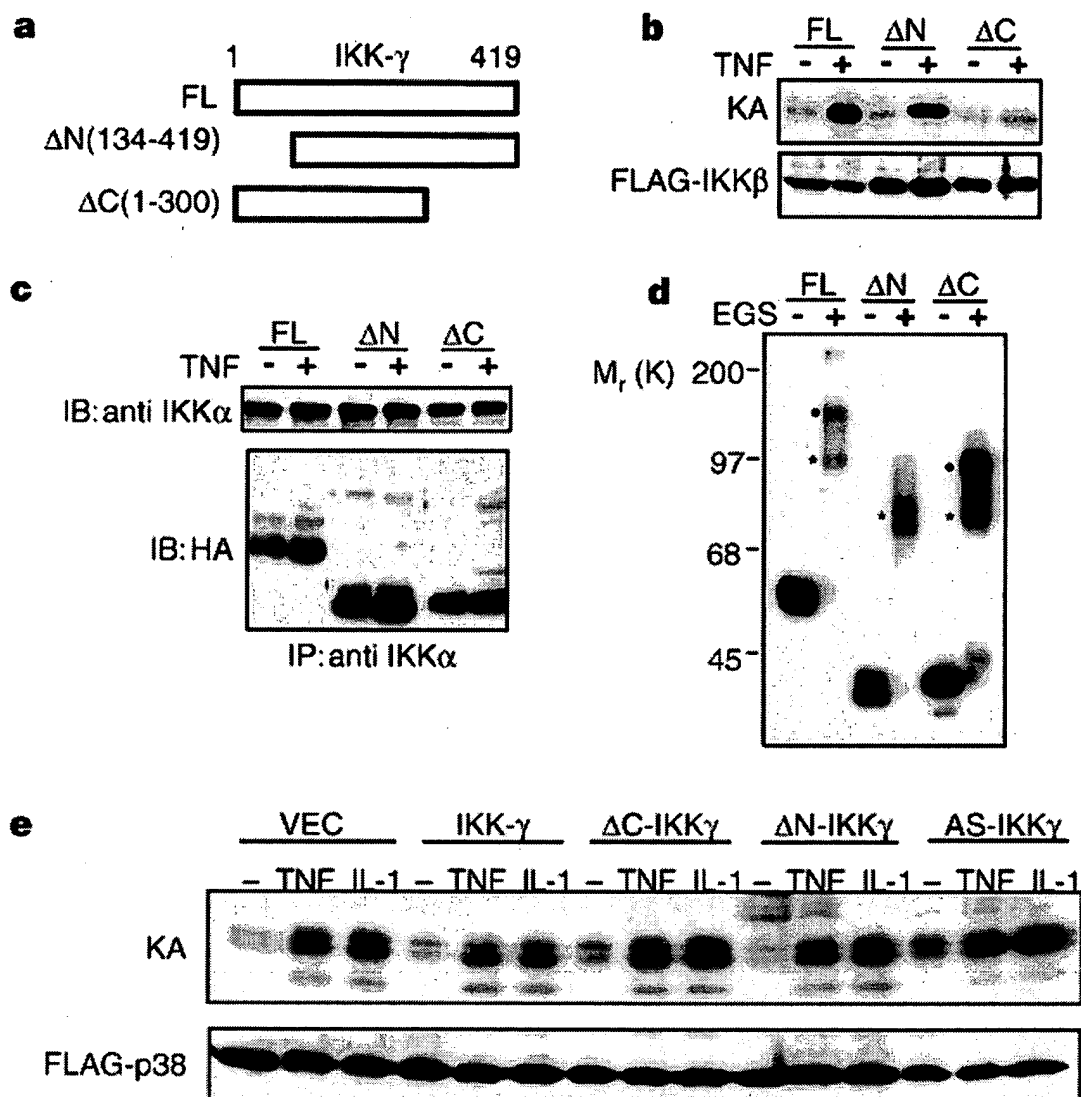 a
1 IKK-γ 419
FL
ΔN(134-419)
ΔC(1-300)
b
FL ΔN ΔC
TNF - + - + - +
KA
FLAG-IKKβ
c
FL ΔN ΔC
TNF - + - + - +
IB:anti IKKα
IB:HA
IP:anti IKKα
d
FL ΔN ΔC
EGS - + - + - +
Mr (K) 200-
97-
68-
45-
e
VEC IKK-γ ΔC-IKKγ ΔN-IKKγ AS-IKKγ
– TNF IL-1 – TNF IL-1 – TNF IL-1 – TNF IL-1 – TNF IL-1
KA
FLAG-p38